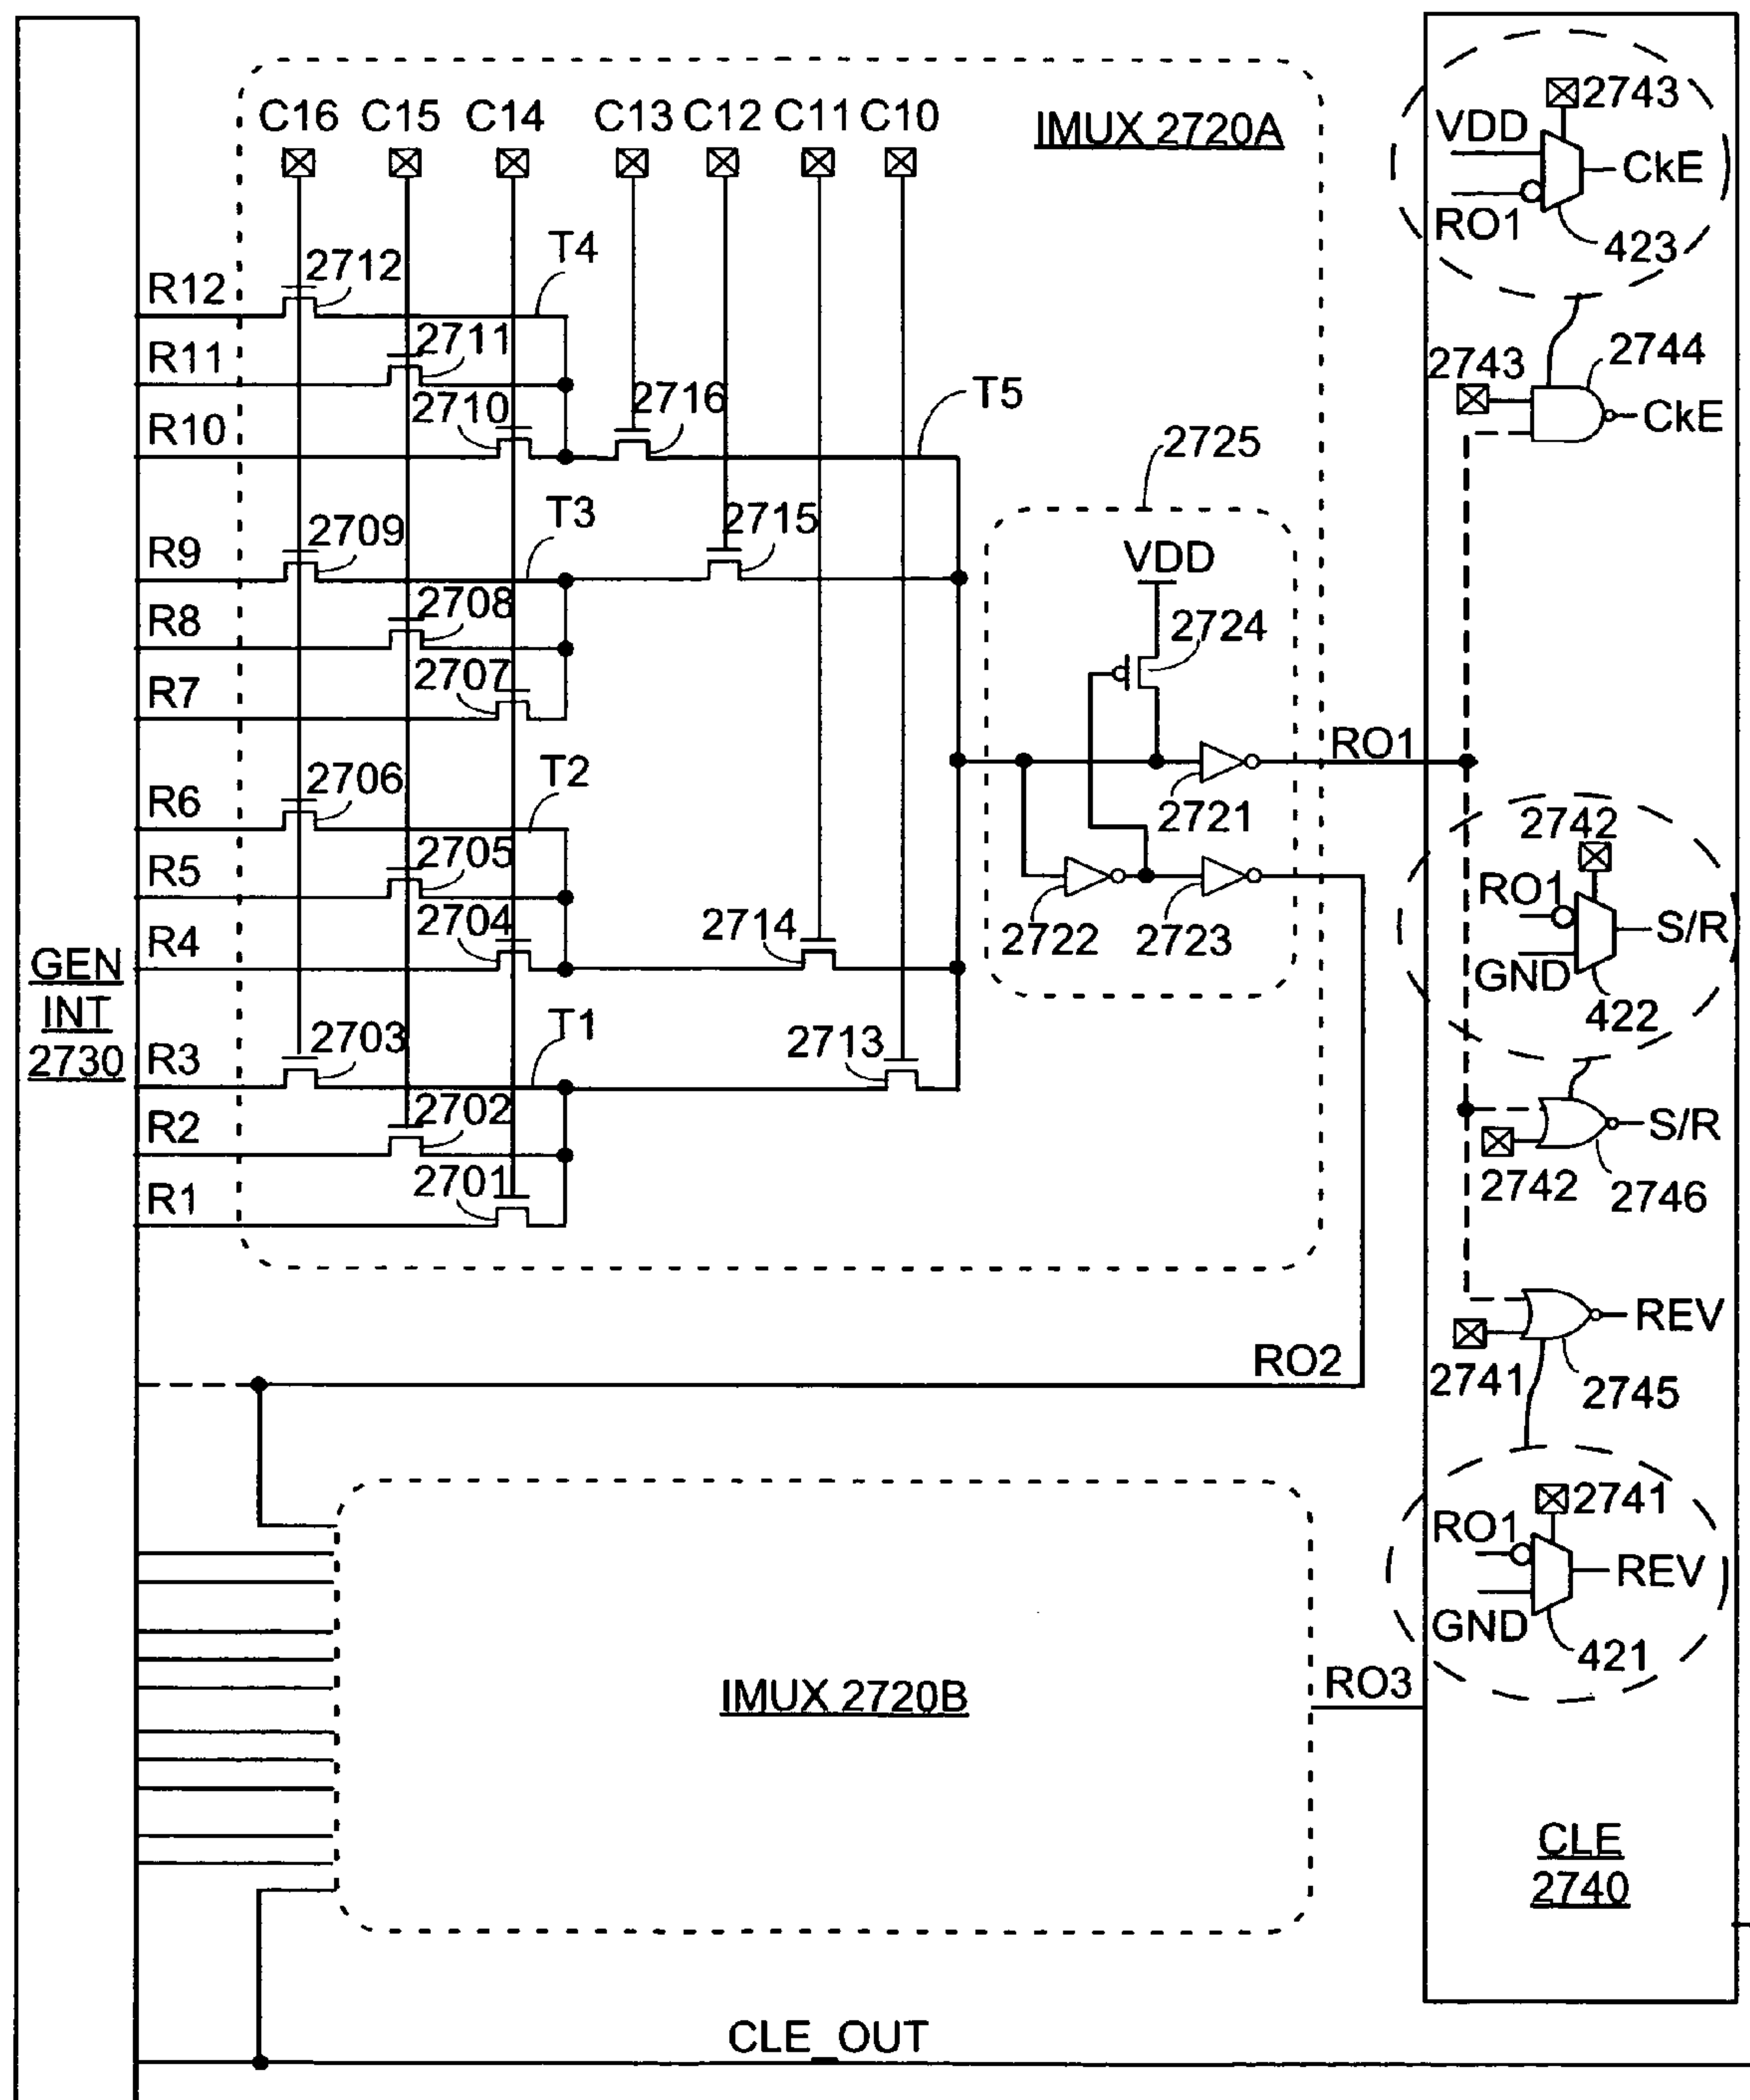 C16 C15 C14 C13 C12 C11 C10
IMUX 2720A
2743
VDD
CkE
RO1
423
2712
T4
R12
2711
R11
2710
2716
T5
R10
2743
2744
CkE
2725
2709
T3
2715
R9
VDD
2708
2724
R8
2707
R7
RO1
2706
T2
2721
R6
2705
R5
2704
2714
2722
2723
R4
2742
RO1
S/R
GND
422
GEN
INT
2730
2703
T1
2713
R3
2702
R2
2701
R1
S/R
2742
2746
REV
2741
2745
RO2
2741
RO1
REV
GND
421
IMUX 2720B
RO3
CLE
2740
CLE_OUT